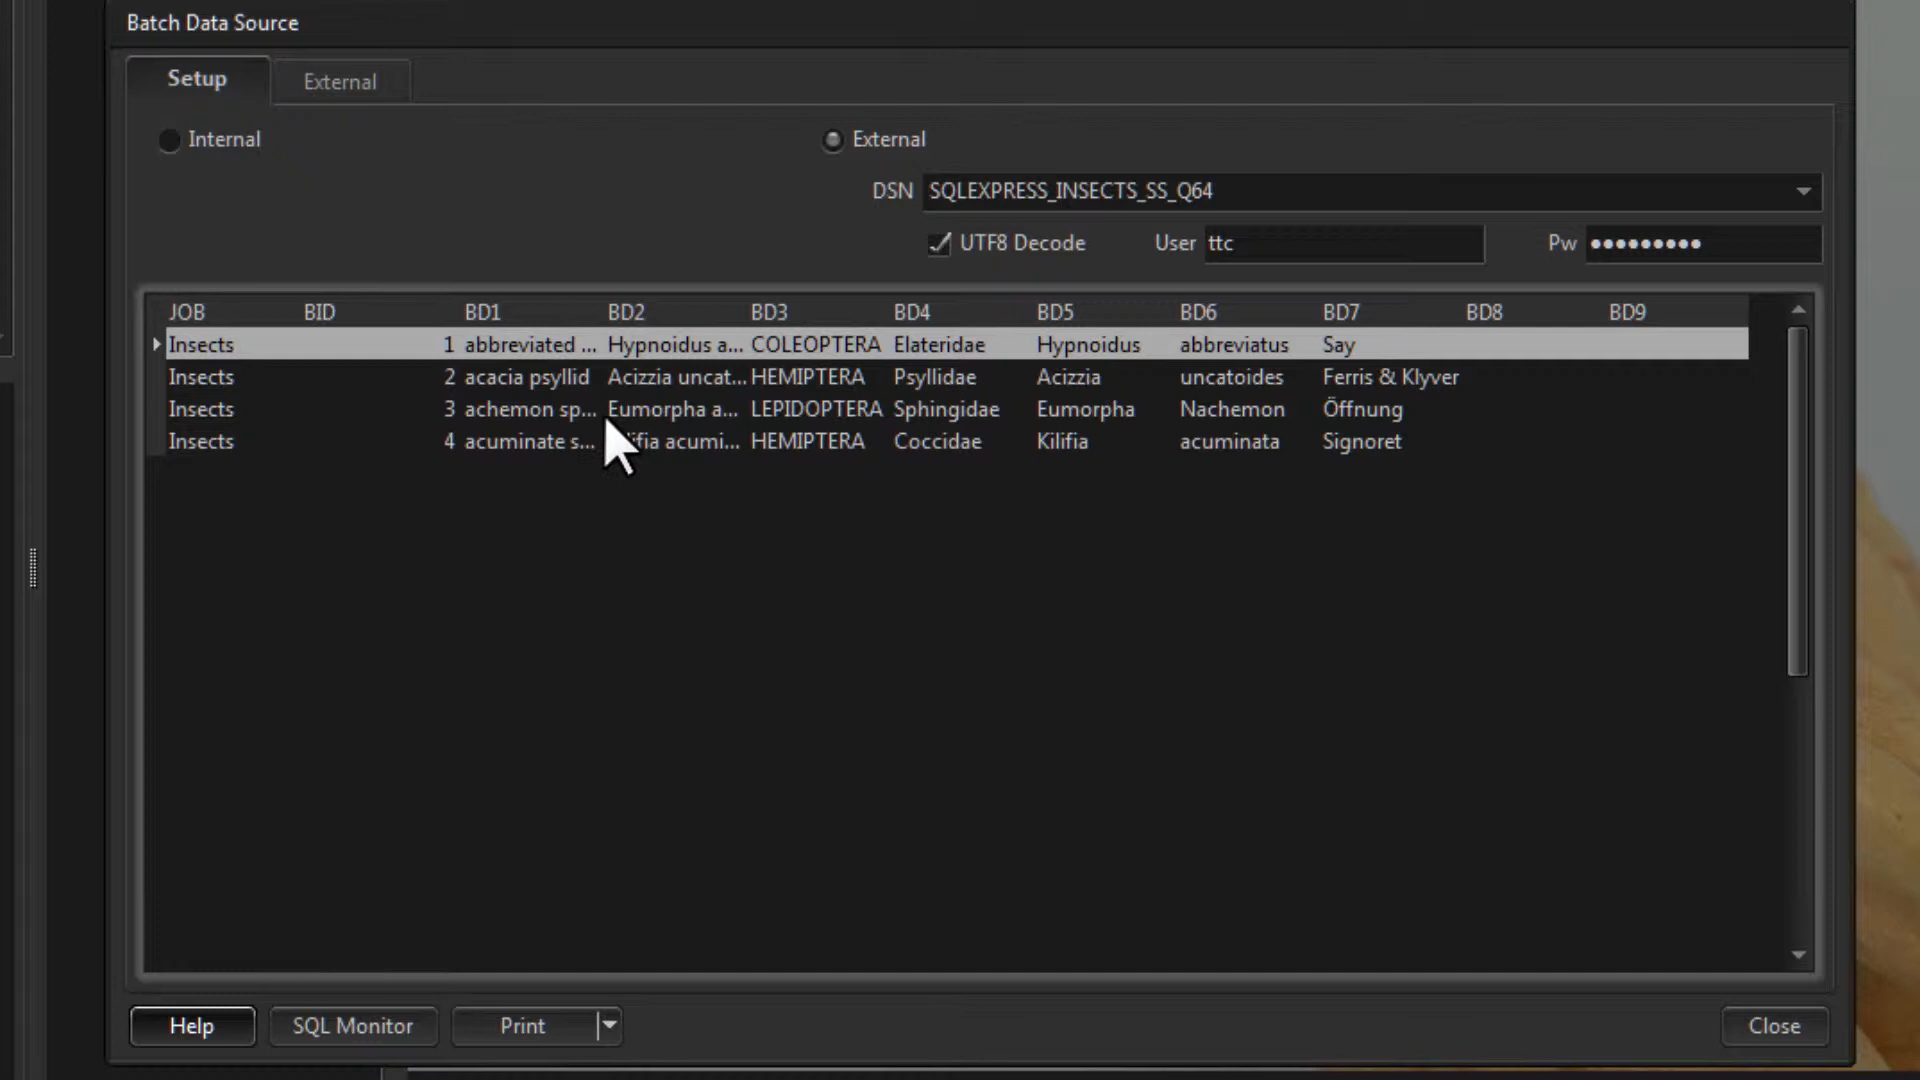 Batch Data Source
Setup External
Internal External
DSN SQLEXPRESS_INSECTS_SS_Q64
UTF8 Decode User ttc Pw ●●●●●●●●●
JOB BID BD1 BD2 BD3 BD4 BD5 BD6 BD7 BD8 BD9
Insects 1 abbreviated ... Hypnoidus a... COLEOPTERA Elateridae Hypnoidus abbreviatus Say
Insects 2 acacia psyllid Acizzia uncat... HEMIPTERA Psyllidae Acizzia uncatoides Ferris & Klyver
Insects 3 achemon sp... Eumorpha a... LEPIDOPTERA Sphingidae Eumorpha Nachemon Öffnung
Insects 4 acuminate s... acumi... HEMIPTERA Coccidae Kilifia acuminata Signoret
Help SQL Monitor Print Close